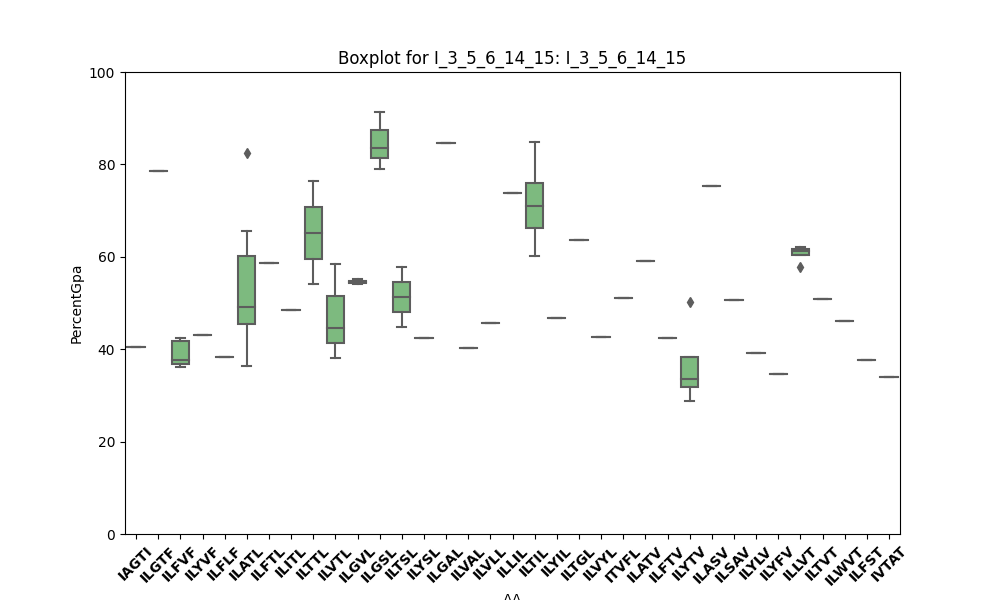 Boxplot for I_3_5_6_14_15: I_3_5_6_14_15
PercentGpa
100
80
60
40
20
0
IAGTI ILGTF ILFVF ILYVF ILFLF ILATL ILFTL ILITL ILTTL ILVTL ILGVL ILGSL ILTSL ILYSL ILGAL ILVAL ILVLL ILLIL ILTIL ILYIL ILTGL ILVYL ITVFL ILATV ILFTV ILYTV ILASV ILSAV ILYLV ILYFV ILLVT ILTVT ILWVT ILFST IVTAT
AA